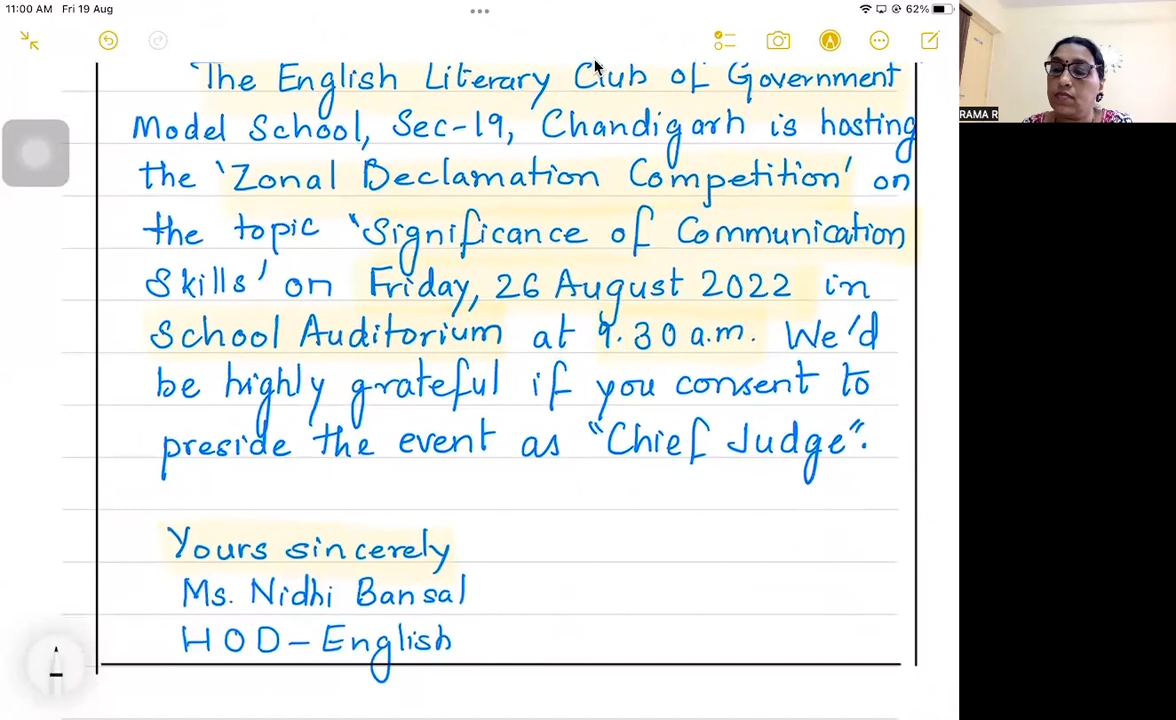 11:00 AM Fri 19 Aug
62%
The English Literary Club of Government
Model School, Sec-19, Chandigarh is hosting
the 'Zonal Declamation Competition' on
the topic 'Significance of Communication
Skills' on Friday, 26 August 2022 in
School Auditorium at 9.30 a.m. We'd
be highly grateful if you consent to
preside the event as "Chief Judge".
Yours sincerely
Ms. Nidhi Bansal
HOD-English
RAMA R